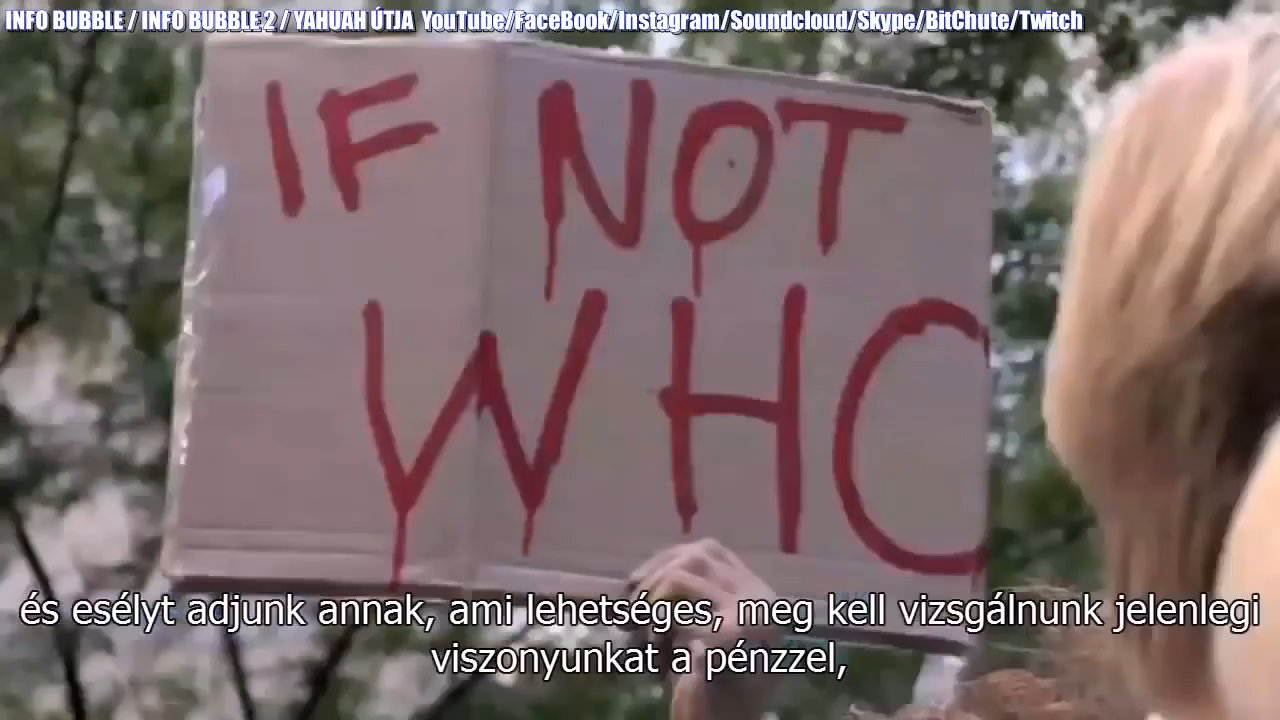 INFO BUBBLE / INFO BUBBLE 2 / YAHUAH ÚTJA YouTube/FaceBook/Instagram/Soundcloud/Skype/BitChute/Twitch
IF NOT
WHO
és esélyt adjunk annak, ami lehetséges, meg kell vizsgálnunk jelenlegi
viszonyunkat a pénzzel,